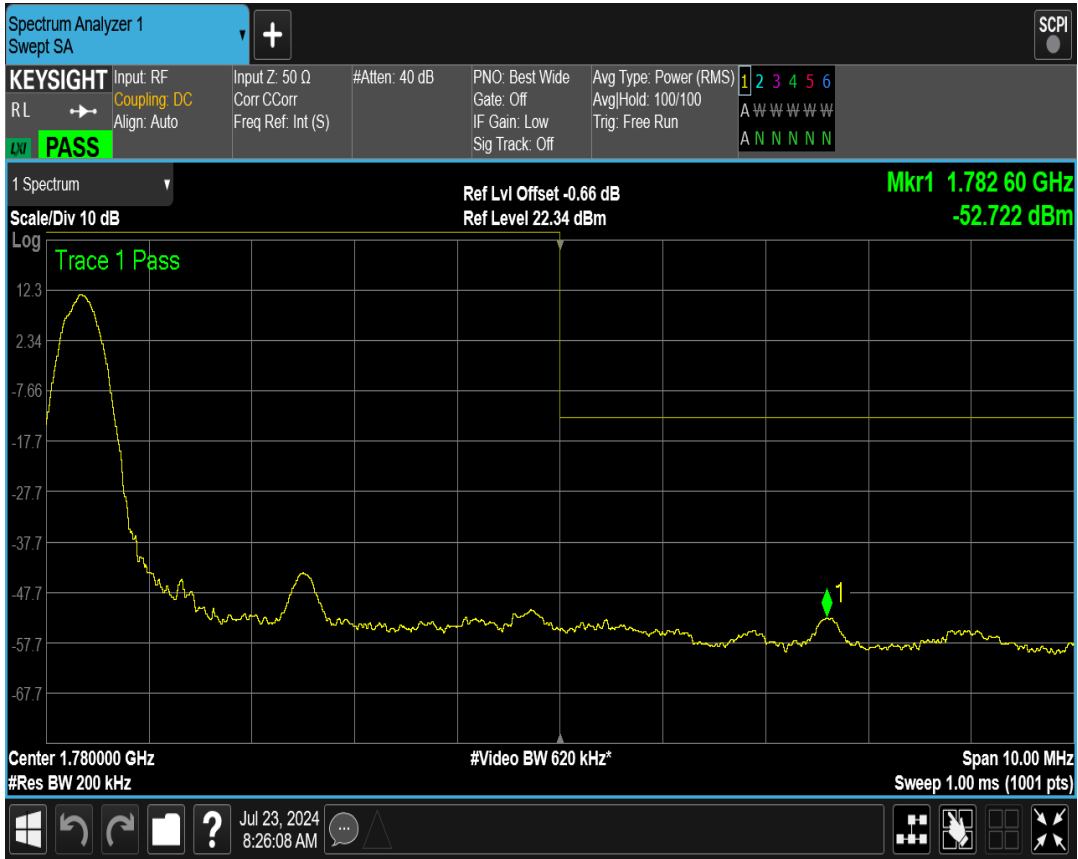 Spectrum Analyzer 1
Swept SA
+
SCPI
KEYSIGHT
RL
LXI PASS
Input: RF
Coupling: DC
Align: Auto
Input Z: 50 Ω
Corr CCorr
Freq Ref: Int (S)
#Atten: 40 dB
PNO: Best Wide
Gate: Off
IF Gain: Low
Sig Track: Off
Avg Type: Power (RMS)
Avg|Hold: 100/100
Trig: Free Run
1 2 3 4 5 6
A W W W W W
A N N N N N
1 Spectrum
Scale/Div 10 dB
Ref Lvl Offset -0.66 dB
Ref Level 22.34 dBm
Mkr1 1.782 60 GHz
-52.722 dBm
Log
Trace 1 Pass
12.3
2.34
-7.66
-17.7
-27.7
-37.7
-47.7
-57.7
-67.7
1
Center 1.780000 GHz
#Res BW 200 kHz
#Video BW 620 kHz*
Span 10.00 MHz
Sweep 1.00 ms (1001 pts)
?
Jul 23, 2024
8:26:08 AM